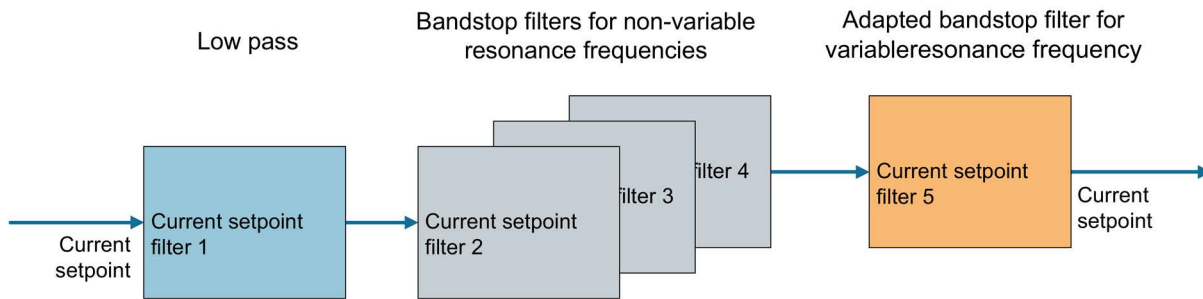 Low pass
Bandstop filters for non-variable
resonance frequencies
Adapted bandstop filter for
variableresonance frequency
Current setpoint
filter 1
Current
setpoint
Current setpoint
filter 2
filter 3
filter 4
Current setpoint
filter 5
Current
setpoint